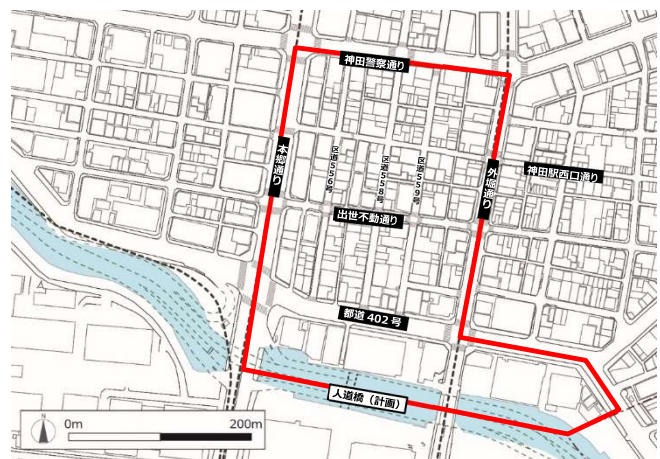 神田警察通り
本郷通り
区道556号
区道558号
区道559号
外堀通り
神田駅西口通り
出世不動通り
都道402号
人道橋（計画）
N
0m
200m